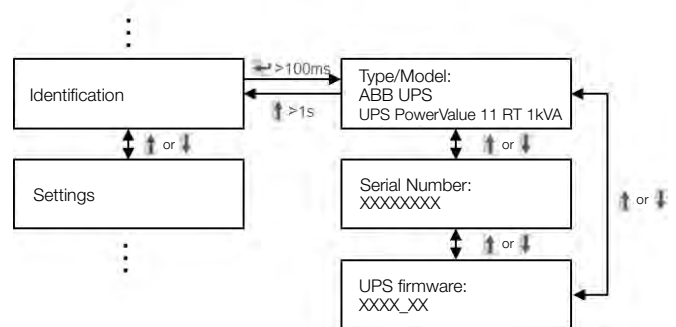 >100ms
Identification
Type/Model:
ABB UPS
UPS PowerValue 11 RT 1kVA
>1s
or
or
Settings
Serial Number:
XXXXXXXX
or
or
UPS firmware:
XXXX_XX